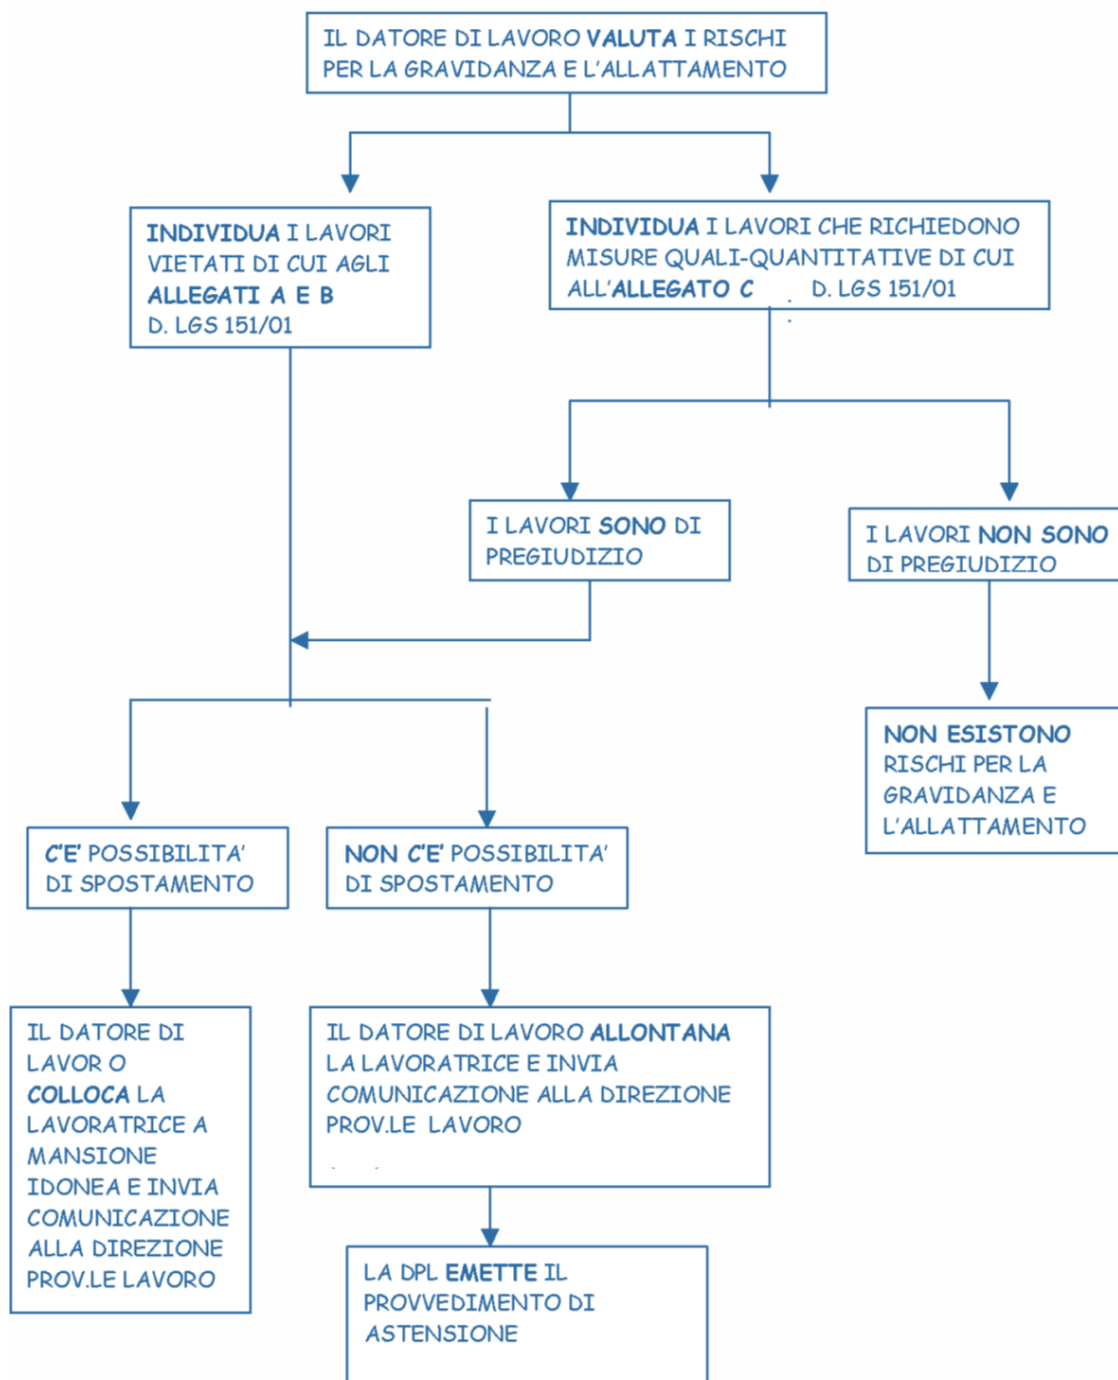 IL DATORE DI LAVORO VALUTA I RISCHI
PER LA GRAVIDANZA E L'ALLATTAMENTO
INDIVIDUA I LAVORI
VIETATI DI CUI AGLI
ALLEGATI A E B
D. LGS 151/01
INDIVIDUA I LAVORI CHE RICHIEDONO
MISURE QUALI-QUANTITATIVE DI CUI
ALL'ALLEGATO C D. LGS 151/01
I LAVORI SONO DI
PREGIUDIZIO
I LAVORI NON SONO
DI PREGIUDIZIO
NON ESISTONO
RISCHI PER LA
GRAVIDANZA E
L'ALLATTAMENTO
C'E' POSSIBILITA'
DI SPOSTAMENTO
NON C'E' POSSIBILITA'
DI SPOSTAMENTO
IL DATORE DI
LAVOR O
COLLOCA LA
LAVORATRICE A
MANSIONE
IDONEA E INVIA
COMUNICAZIONE
ALLA DIREZIONE
PROV.LE LAVORO
IL DATORE DI LAVORO ALLONTANA
LA LAVORATRICE E INVIA
COMUNICAZIONE ALLA DIREZIONE
PROV.LE LAVORO
LA DPL EMETTE IL
PROVVEDIMENTO DI
ASTENSIONE